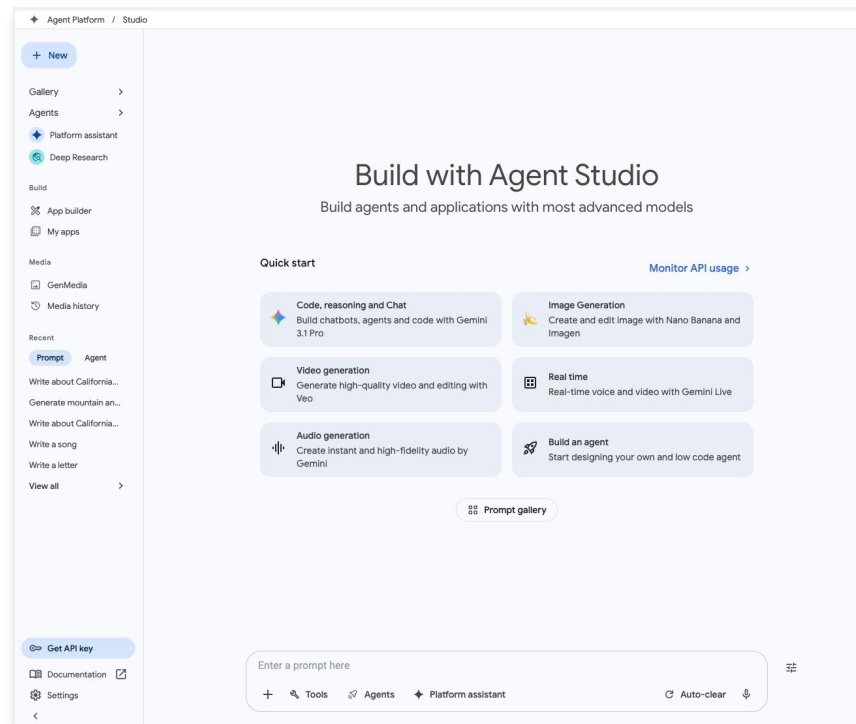 Agent Platform / Studio
+ New
Gallery >
Agents >
Platform assistant
Deep Research
Build
App builder
My apps
Media
GenMedia
Media history
Recent
Prompt Agent
Write about California...
Generate mountain an...
Write about California...
Write a song
Write a letter
View all >
Get API key
Documentation
Settings
<
Build with Agent Studio
Build agents and applications with most advanced models
Quick start
Monitor API usage >
Code, reasoning and Chat
Build chatbots, agents and code with Gemini
3.1 Pro
Image Generation
Create and edit image with Nano Banana and
Imagen
Video generation
Generate high-quality video and editing with
Veo
Real time
Real-time voice and video with Gemini Live
Audio generation
Create instant and high-fidelity audio by
Gemini
Build an agent
Start designing your own and low code agent
Prompt gallery
Enter a prompt here
+ Tools Agents Platform assistant Auto-clear